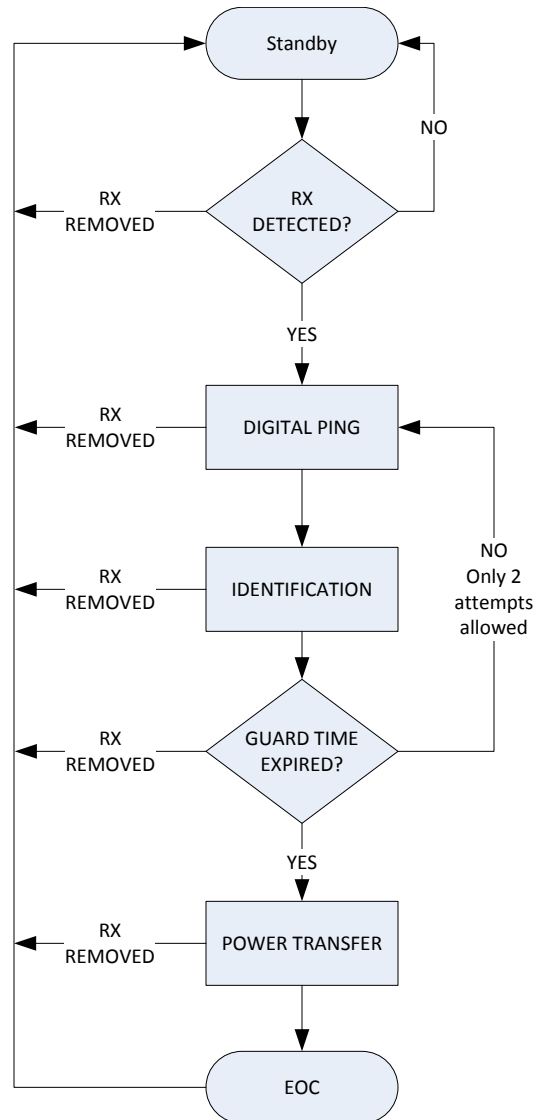 Standby
NO
RX
REMOVED
RX
DETECTED?
YES
RX
REMOVED
DIGITAL PING
RX
REMOVED
IDENTIFICATION
NO
Only 2
attempts
allowed
RX
REMOVED
GUARD TIME
EXPIRED?
YES
RX
REMOVED
POWER TRANSFER
EOC